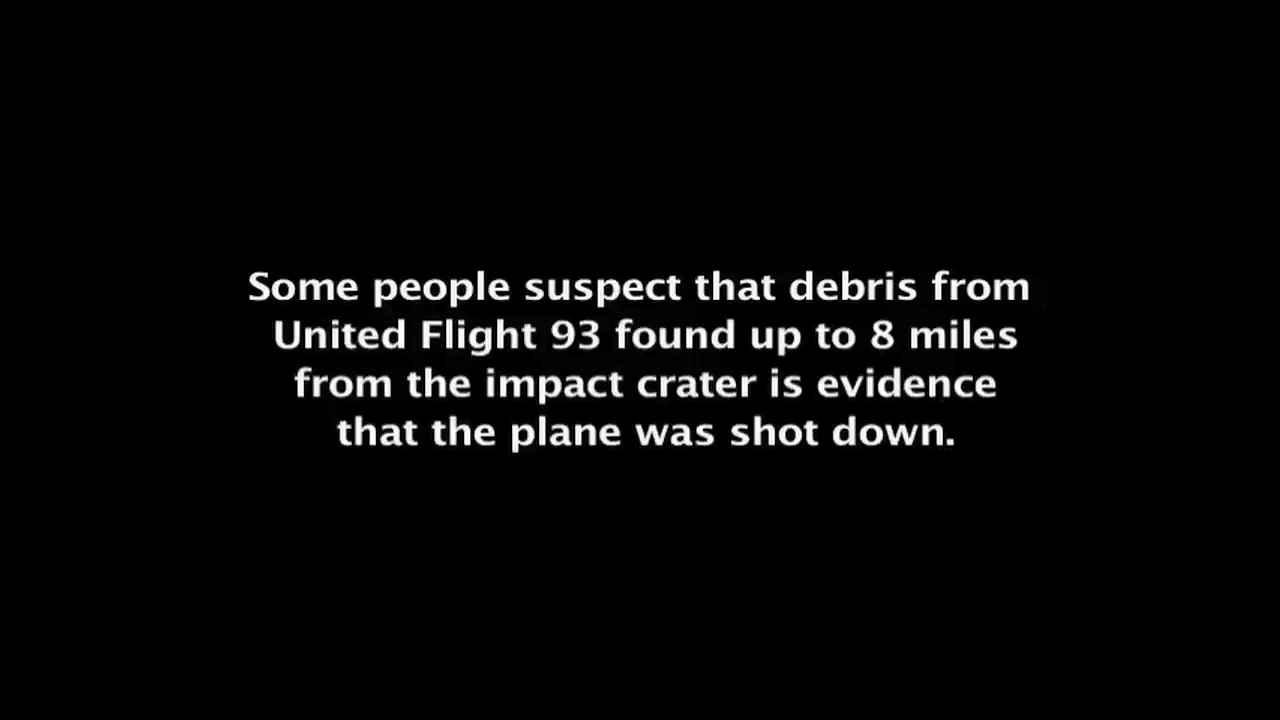 Some people suspect that debris from
United Flight 93 found up to 8 miles
from the impact crater is evidence
that the plane was shot down.